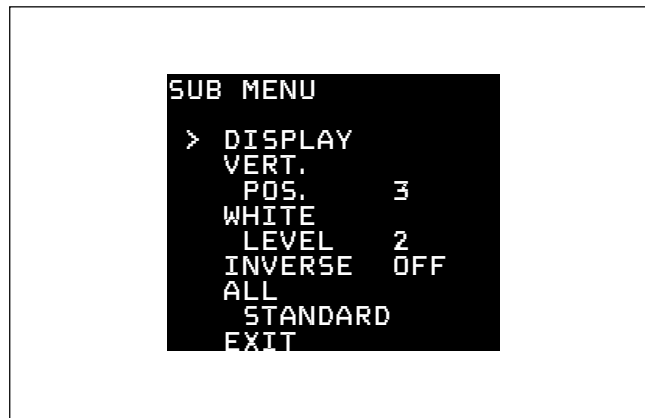 SUB MENU
> DISPLAY
VERT.
POS. 3
WHITE
LEVEL 2
INVERSE OFF
ALL
STANDARD
EXIT